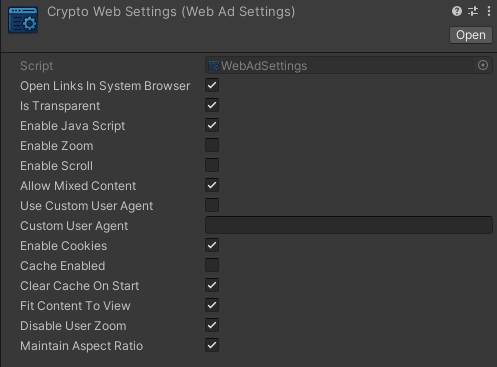 Crypto Web Settings (Web Ad Settings)
Open
Script WebAdSettings
Open Links In System Browser
Is Transparent
Enable Java Script
Enable Zoom
Enable Scroll
Allow Mixed Content
Use Custom User Agent
Custom User Agent
Enable Cookies
Cache Enabled
Clear Cache On Start
Fit Content To View
Disable User Zoom
Maintain Aspect Ratio